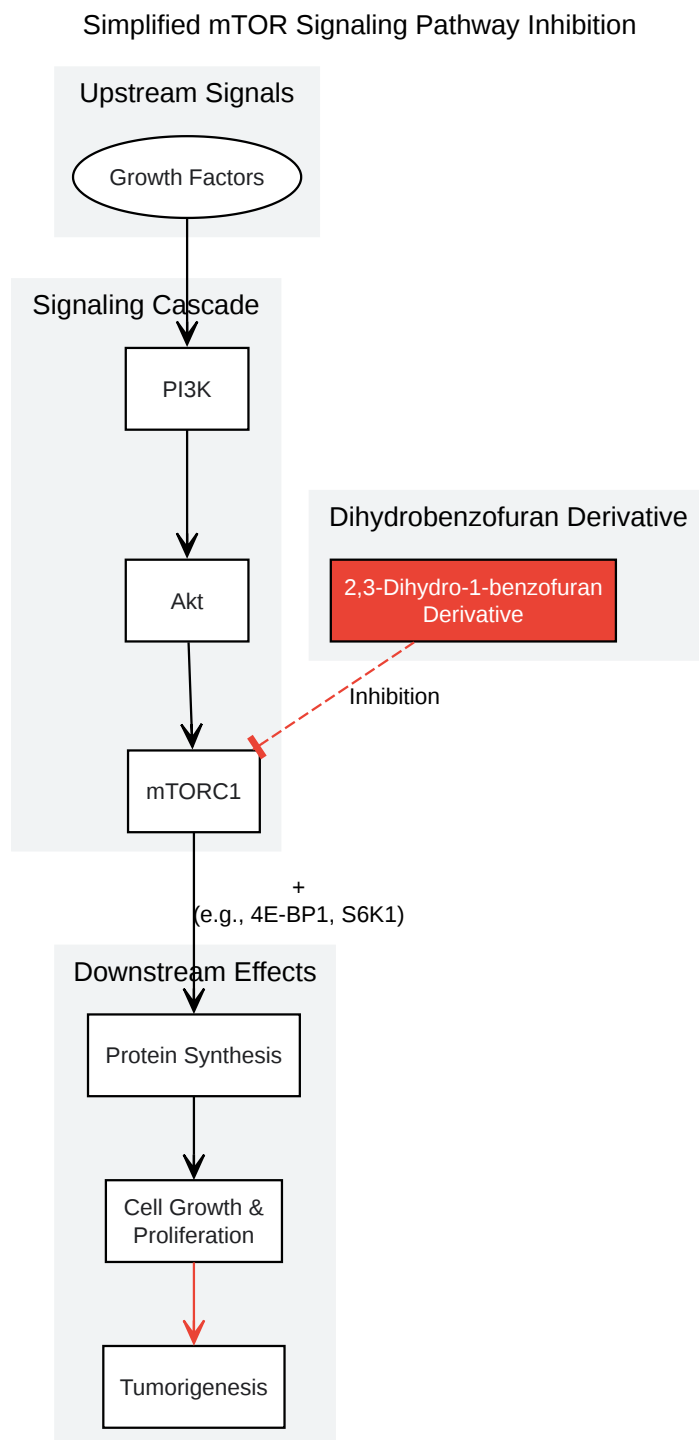 Simplified mTOR Signaling Pathway Inhibition
Upstream Signals
Growth Factors
Signaling Cascade
PI3K
Dihydrobenzofuran Derivative
2,3-Dihydro-1-benzofuran
Derivative
Akt
Inhibition
mTORC1
+
(e.g., 4E-BP1, S6K1)
Downstream Effects
Protein Synthesis
Cell Growth &
Proliferation
Tumorigenesis